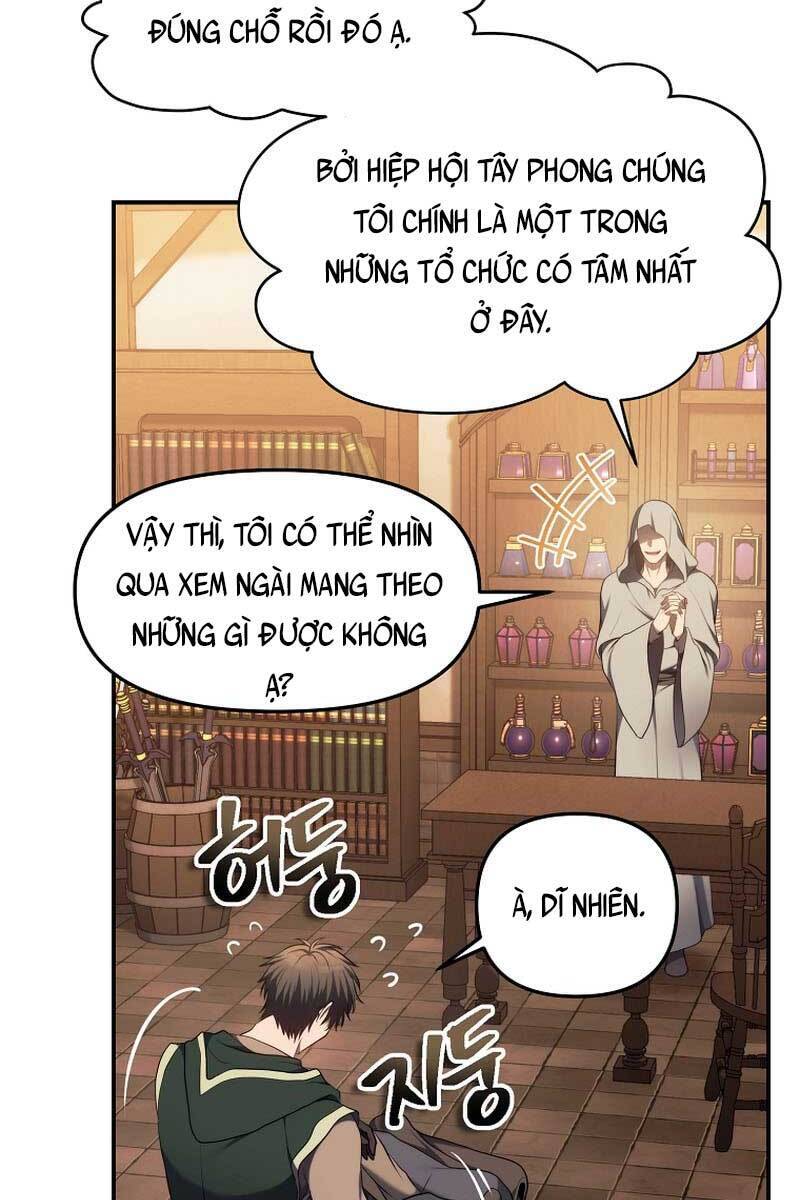 ĐÚNG CHỖ RỒI ĐÓ Ạ.
BỞI HIỆP HỘI TÂY PHONG CHÚNG
TÔI CHÍNH LÀ MỘT TRONG
NHỮNG TỔ CHỨC CÓ TÂM NHẤT
Ở ĐÂY.
VẬY THÌ, TÔI CÓ THỂ NHÌN
QUA XEM NGÀI MANG THEO
NHỮNG GÌ ĐƯỢC KHÔNG
Ạ?
허둥
À, DĨ NHIÊN.
지둥